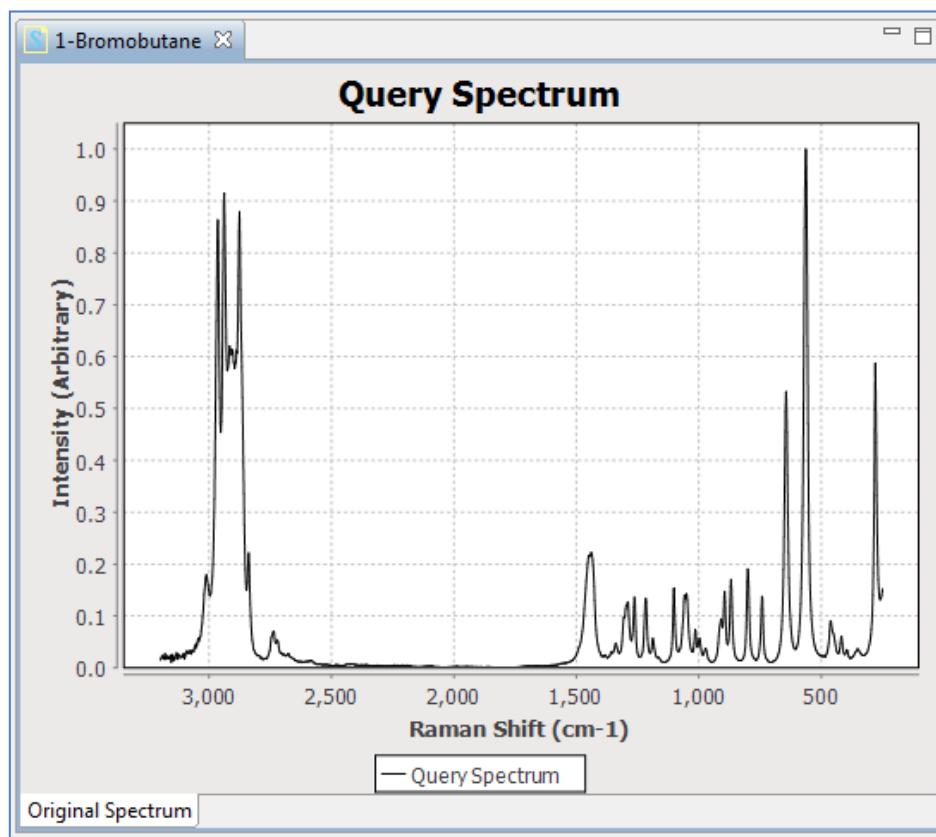 1-Bromobutane
Query Spectrum
1.0
0.9
0.8
0.7
0.6
0.5
0.4
0.3
0.2
0.1
0.0
Intensity (Arbitrary)
3,000 2,500 2,000 1,500 1,000 500
Raman Shift (cm-1)
Query Spectrum
Original Spectrum